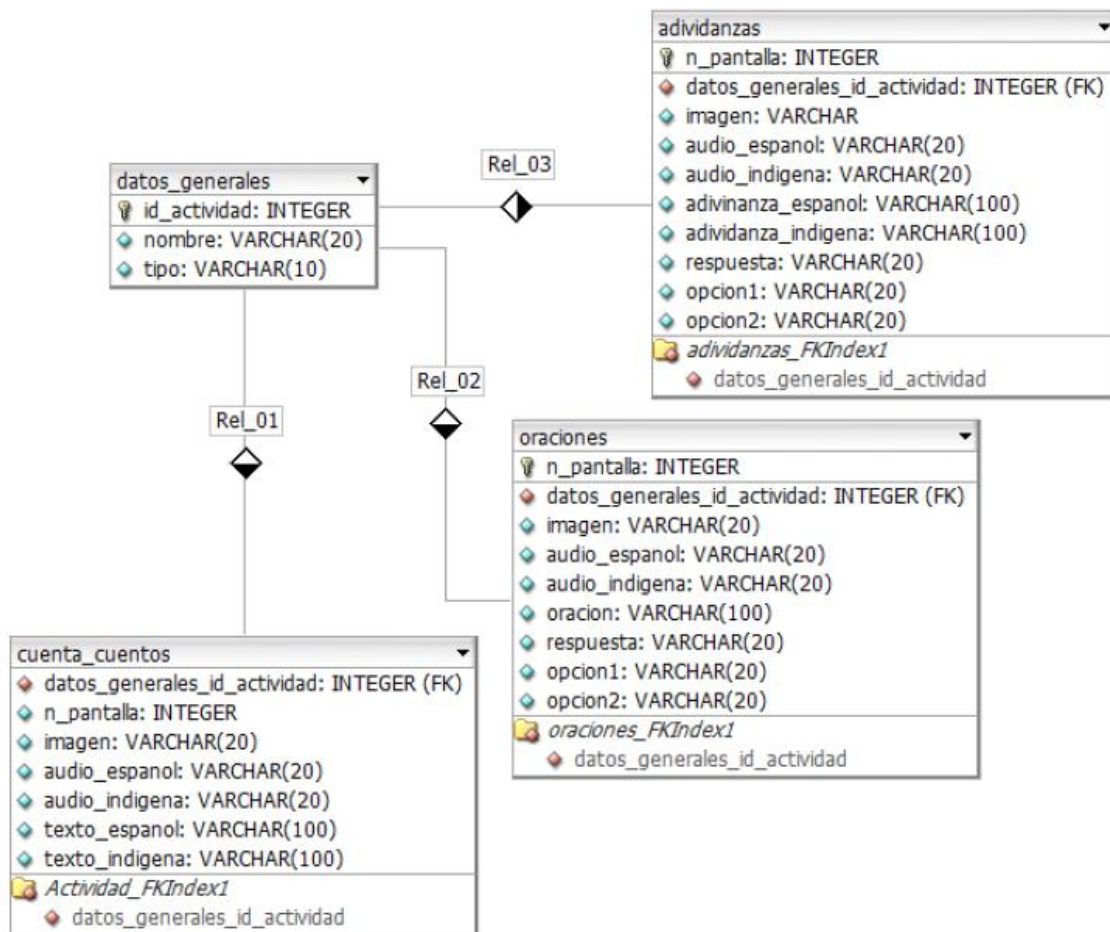 adividanzas
n_pantalla: INTEGER
datos_generales_id_actividad: INTEGER (FK)
imagen: VARCHAR
audio_espanol: VARCHAR(20)
audio_indigena: VARCHAR(20)
adivinanza_espanol: VARCHAR(100)
adividanza_indigena: VARCHAR(100)
respuesta: VARCHAR(20)
opcion1: VARCHAR(20)
opcion2: VARCHAR(20)
adividanzas_FKIndex1
datos_generales_id_actividad
Rel_03
datos_generales
id_actividad: INTEGER
nombre: VARCHAR(20)
tipo: VARCHAR(10)
Rel_02
Rel_01
oraciones
n_pantalla: INTEGER
datos_generales_id_actividad: INTEGER (FK)
imagen: VARCHAR(20)
audio_espanol: VARCHAR(20)
audio_indigena: VARCHAR(20)
oracion: VARCHAR(100)
respuesta: VARCHAR(20)
opcion1: VARCHAR(20)
opcion2: VARCHAR(20)
oraciones_FKIndex1
datos_generales_id_actividad
cuenta_cuentos
datos_generales_id_actividad: INTEGER (FK)
n_pantalla: INTEGER
imagen: VARCHAR(20)
audio_espanol: VARCHAR(20)
audio_indigena: VARCHAR(20)
texto_espanol: VARCHAR(100)
texto_indigena: VARCHAR(100)
Actividad_FKIndex1
datos_generales_id_actividad